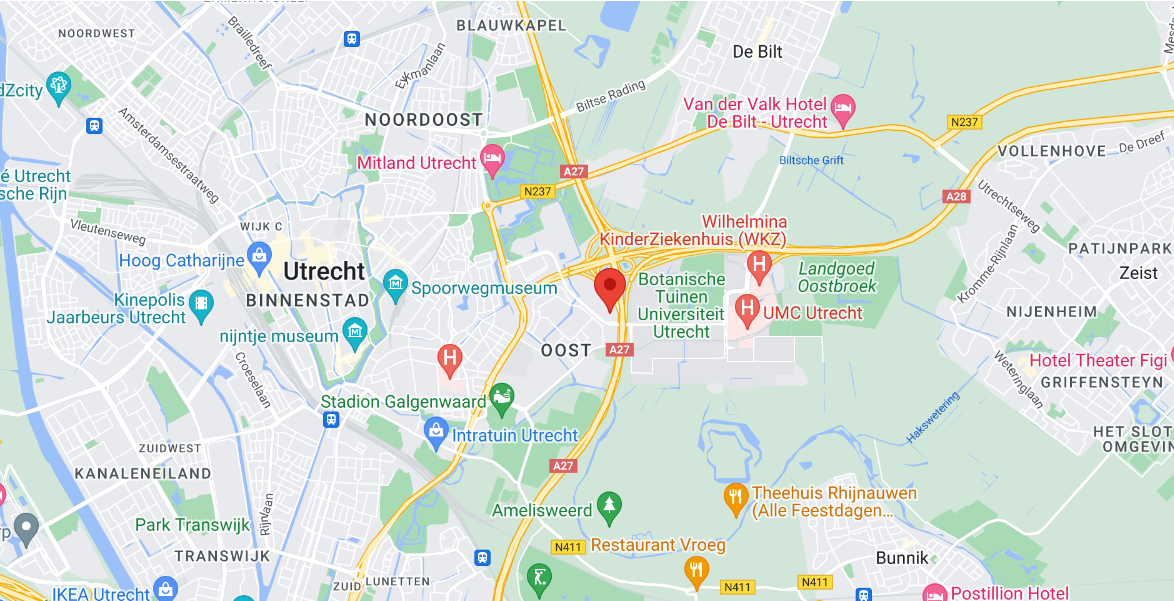 BLAUWKAPEL
NOORDWEST
Brailledreef
Eykmanlaan
De Bilt
dZcity
Biltse Rading
Van der Valk Hotel
De Bilt - Utrecht
N237
NOORDOOST
Amsterdamsestraatweg
Mitland Utrecht
A27
N237
Biltsche Grift
VOLLENHOVE
De Dreef
é Utrecht
sche Rijn
A28
Utrechtseweg
Vleutenseweg
WIJK C
Wilhelmina
KinderZiekenhuis (WKZ)
Hoog Catharijne
Utrecht
BINNENSTAD
Spoorwegmuseum
Botanische
Tuinen
Universiteit
Utrecht
Landgoed
Oostbroek
Kromme-Rijnlaan
PATIJNPARK
Zeist
Kinepolis
Jaarbeurs Utrecht
H
H
UMC Utrecht
NIJENHEIM
nijntje museum
OOST
A27
H
Croeselaan
Hotel Theater Figi
GRIFFENSTEYN
Weteringlaan
Stadion Galgenwaard
Intratuin Utrecht
Hakswetering
HET SLOT
OMGEVIN
ZUIDWEST
KANALENEILAND
A27
Rijnlaan
Theehuis Rhijnauwen
(Alle Feestdagen...
Amelisweerd
Park Transwijk
TRANSWIJK
N411
Restaurant Vroeg
Bunnik
ZUID
LUNETTEN
N411
N411
IKEA Utrecht
Postillion Hotel